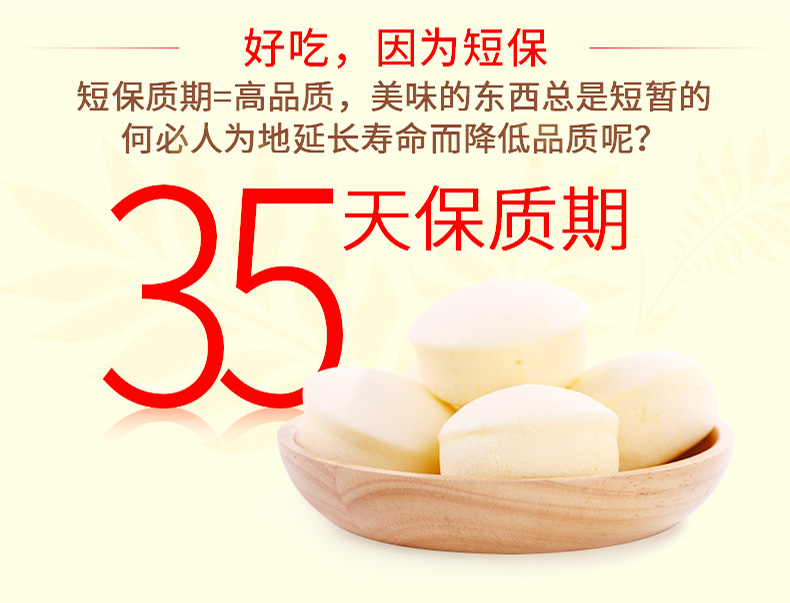 好吃，因为短保
短保质期=高品质，美味的东西总是短暂的
何必人为地延长寿命而降低品质呢？
35天保质期